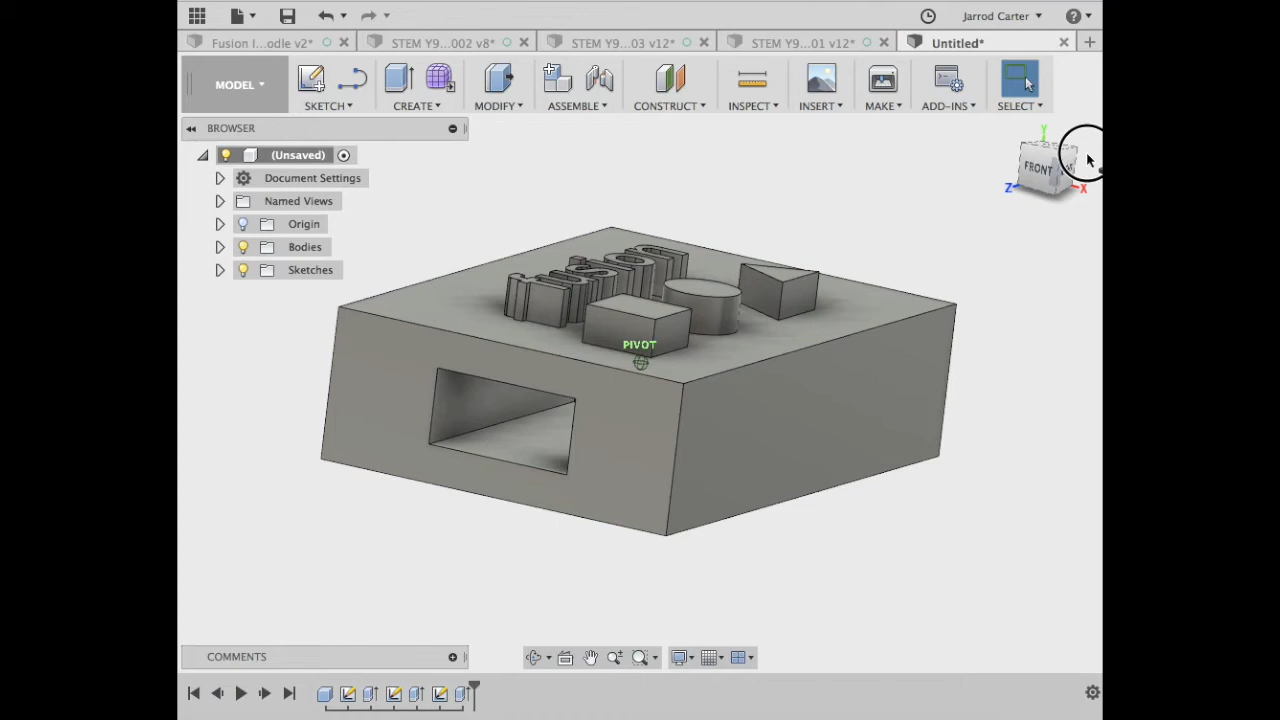 Jarrod Carter
Fusion I...odle v2*
STEM Y9...002 v8*
STEM Y9...03 v12*
STEM Y9...01 v12*
Untitled*
MODEL
SKETCH
CREATE
MODIFY
ASSEMBLE
CONSTRUCT
INSPECT
INSERT
MAKE
ADD-INS
SELECT
BROWSER
(Unsaved)
Document Settings
Named Views
Origin
Bodies
Sketches
Y
FRONT
Z
X
fusion
PIVOT
COMMENTS